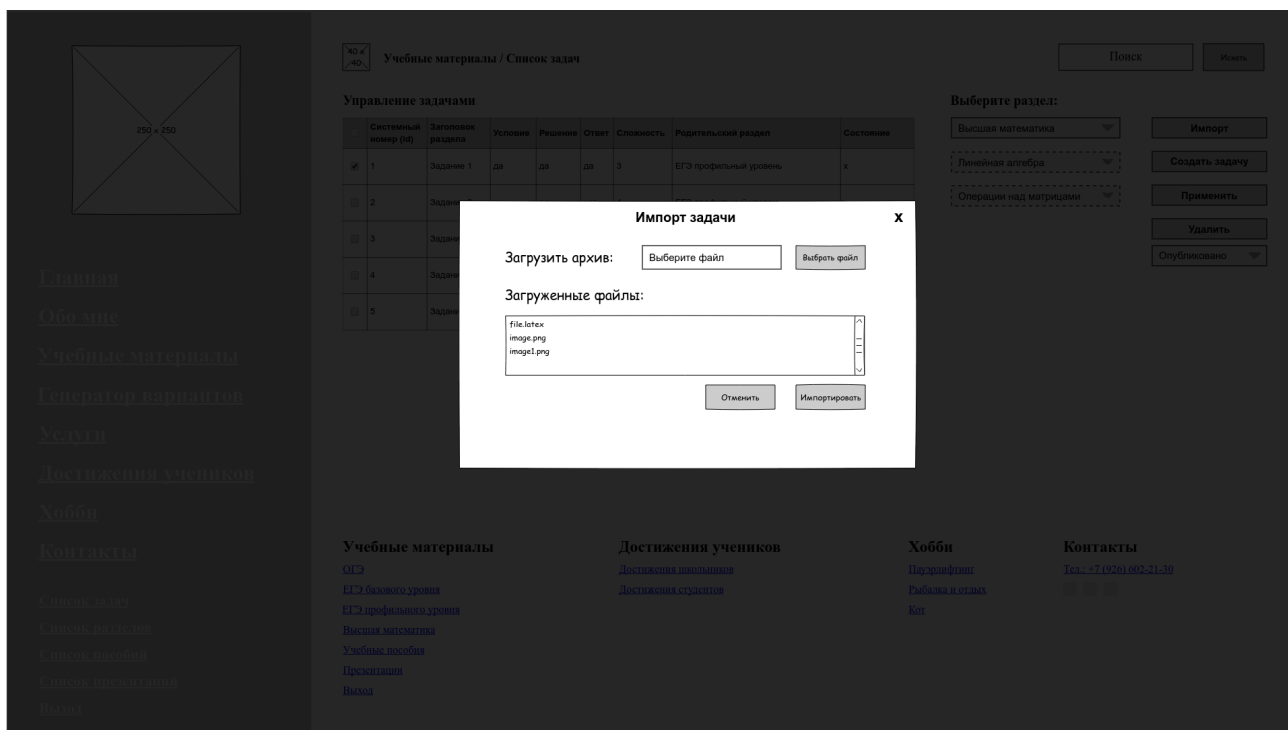 250 x 250
Главная
Обо мне
Учебные материалы
Генератор вариантов
Услуги
Достижения учеников
Хобби
Контакты
Список задач
Список разделов
Список пособий
Список презентаций
Выход
40 x 40
Учебные материалы / Список задач
Поиск
Искать
Управление задачами
Системный номер (id) Заголовок раздела Условие Решение Ответ Сложность Родительский раздел Состояние
1 Задание 1 да да да 3 ЕГЭ профильный уровень x
2
3
4
5
Выберите раздел:
Высшая математика
Линейная алгебра
Операции над матрицами
Импорт
Создать задачу
Применить
Удалить
Опубликовано
Импорт задачи
X
Загрузить архив:
Выберите файл
Выбрать файл
Загруженные файлы:
file.latex
image.png
image1.png
Отменить
Импортировать
Учебные материалы
ОГЭ
ЕГЭ базового уровня
ЕГЭ профильного уровня
Высшая математика
Учебные пособия
Презентации
Выход
Достижения учеников
Достижения школьников
Достижения студентов
Хобби
Пауэрлифтинг
Рыбалка и отдых
Кот
Контакты
Тел.: +7 (926) 602-21-30